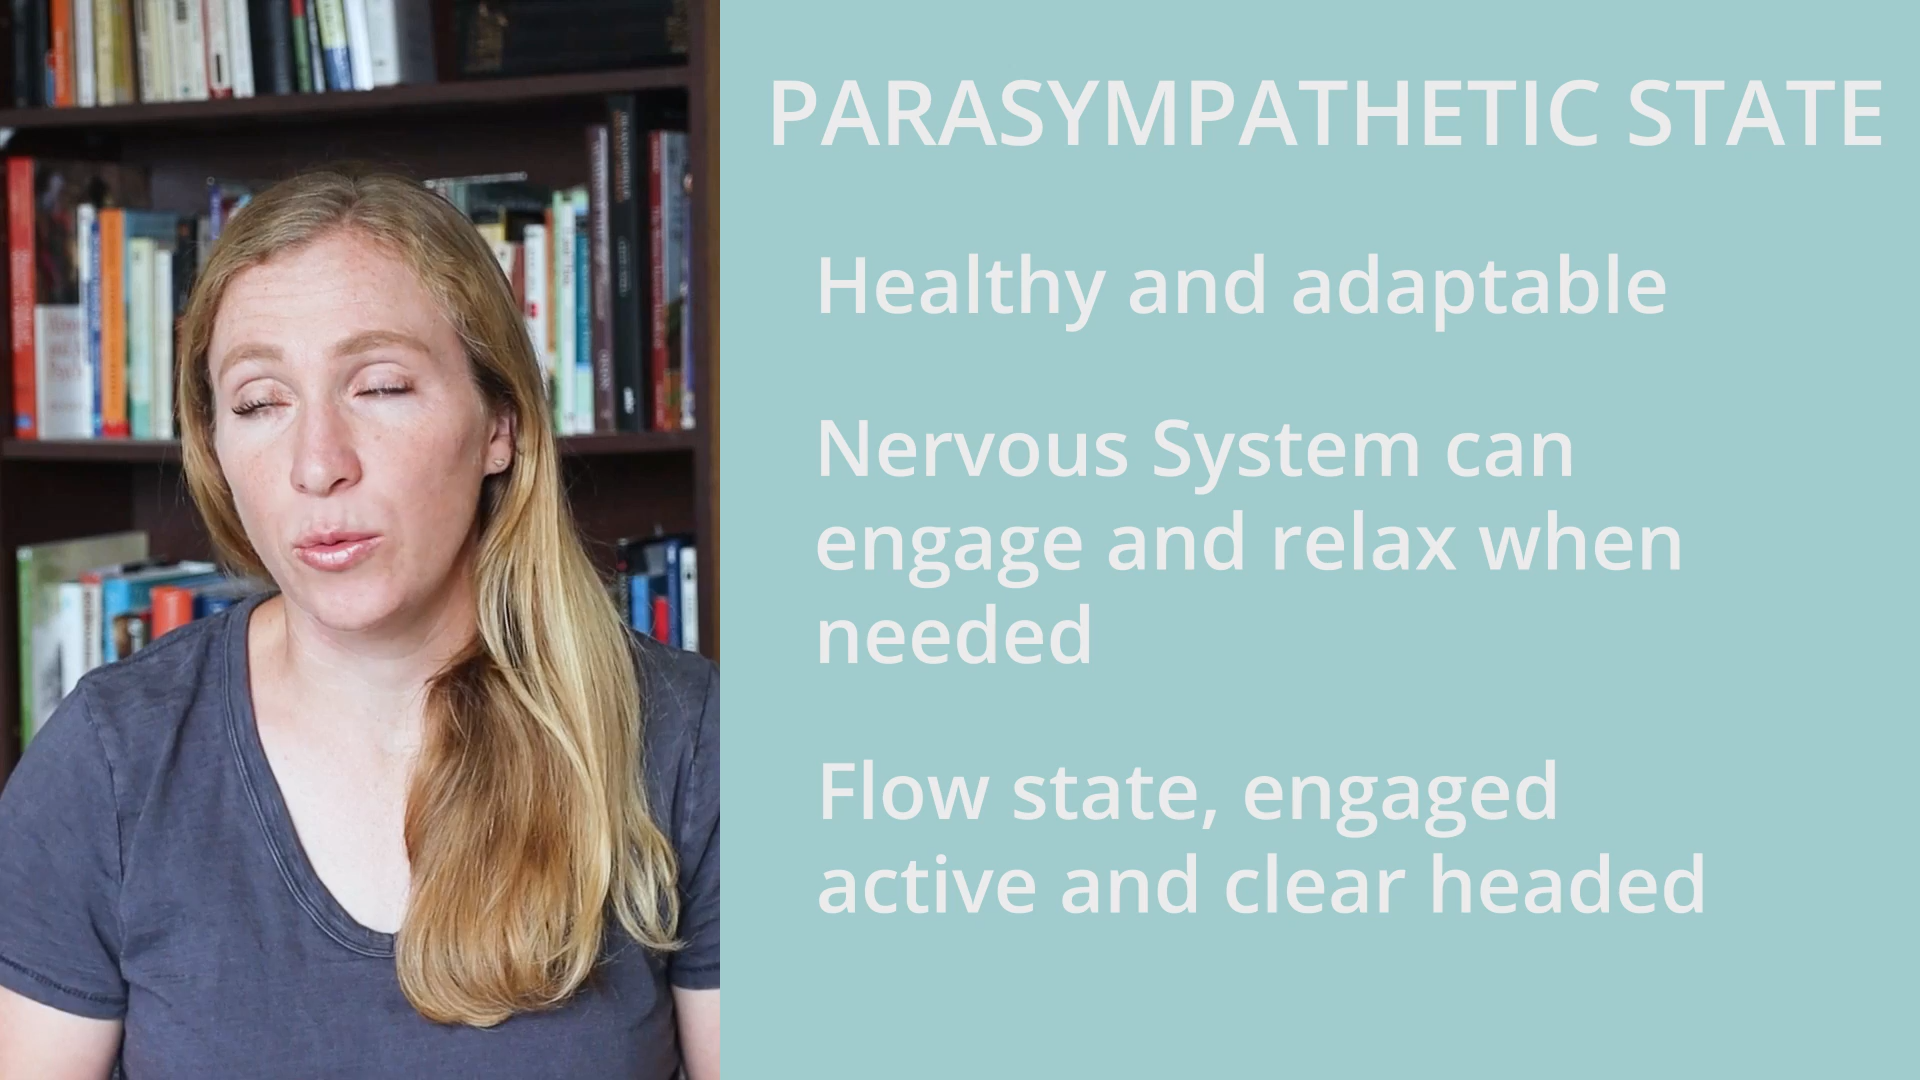 PARASYMPATHETIC STATE
Healthy and adaptable
Nervous System can
engage and relax when
needed
Flow state, engaged
active and clear headed